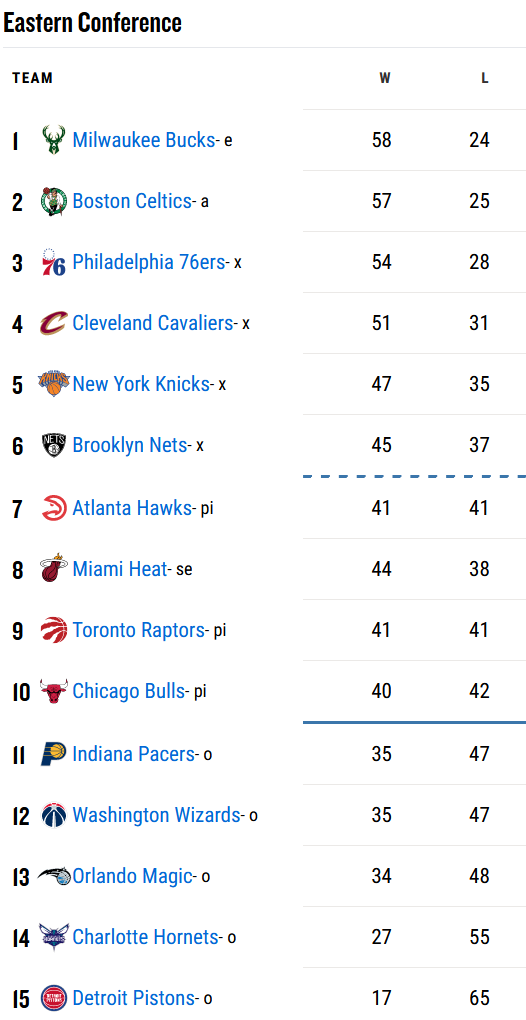 Eastern Conference
TEAM W L
1 Milwaukee Bucks- e 58 24
2 Boston Celtics- a 57 25
3 76 Philadelphia 76ers- x 54 28
4 Cleveland Cavaliers- x 51 31
5 New York Knicks- x 47 35
6 NETS Brooklyn Nets- x 45 37
7 Atlanta Hawks- pi 41 41
8 Miami Heat- se 44 38
9 Toronto Raptors- pi 41 41
10 Chicago Bulls- pi 40 42
11 Indiana Pacers- o 35 47
12 Washington Wizards- o 35 47
13 Orlando Magic- o 34 48
14 Charlotte Hornets- o 27 55
15 Detroit Pistons- o 17 65